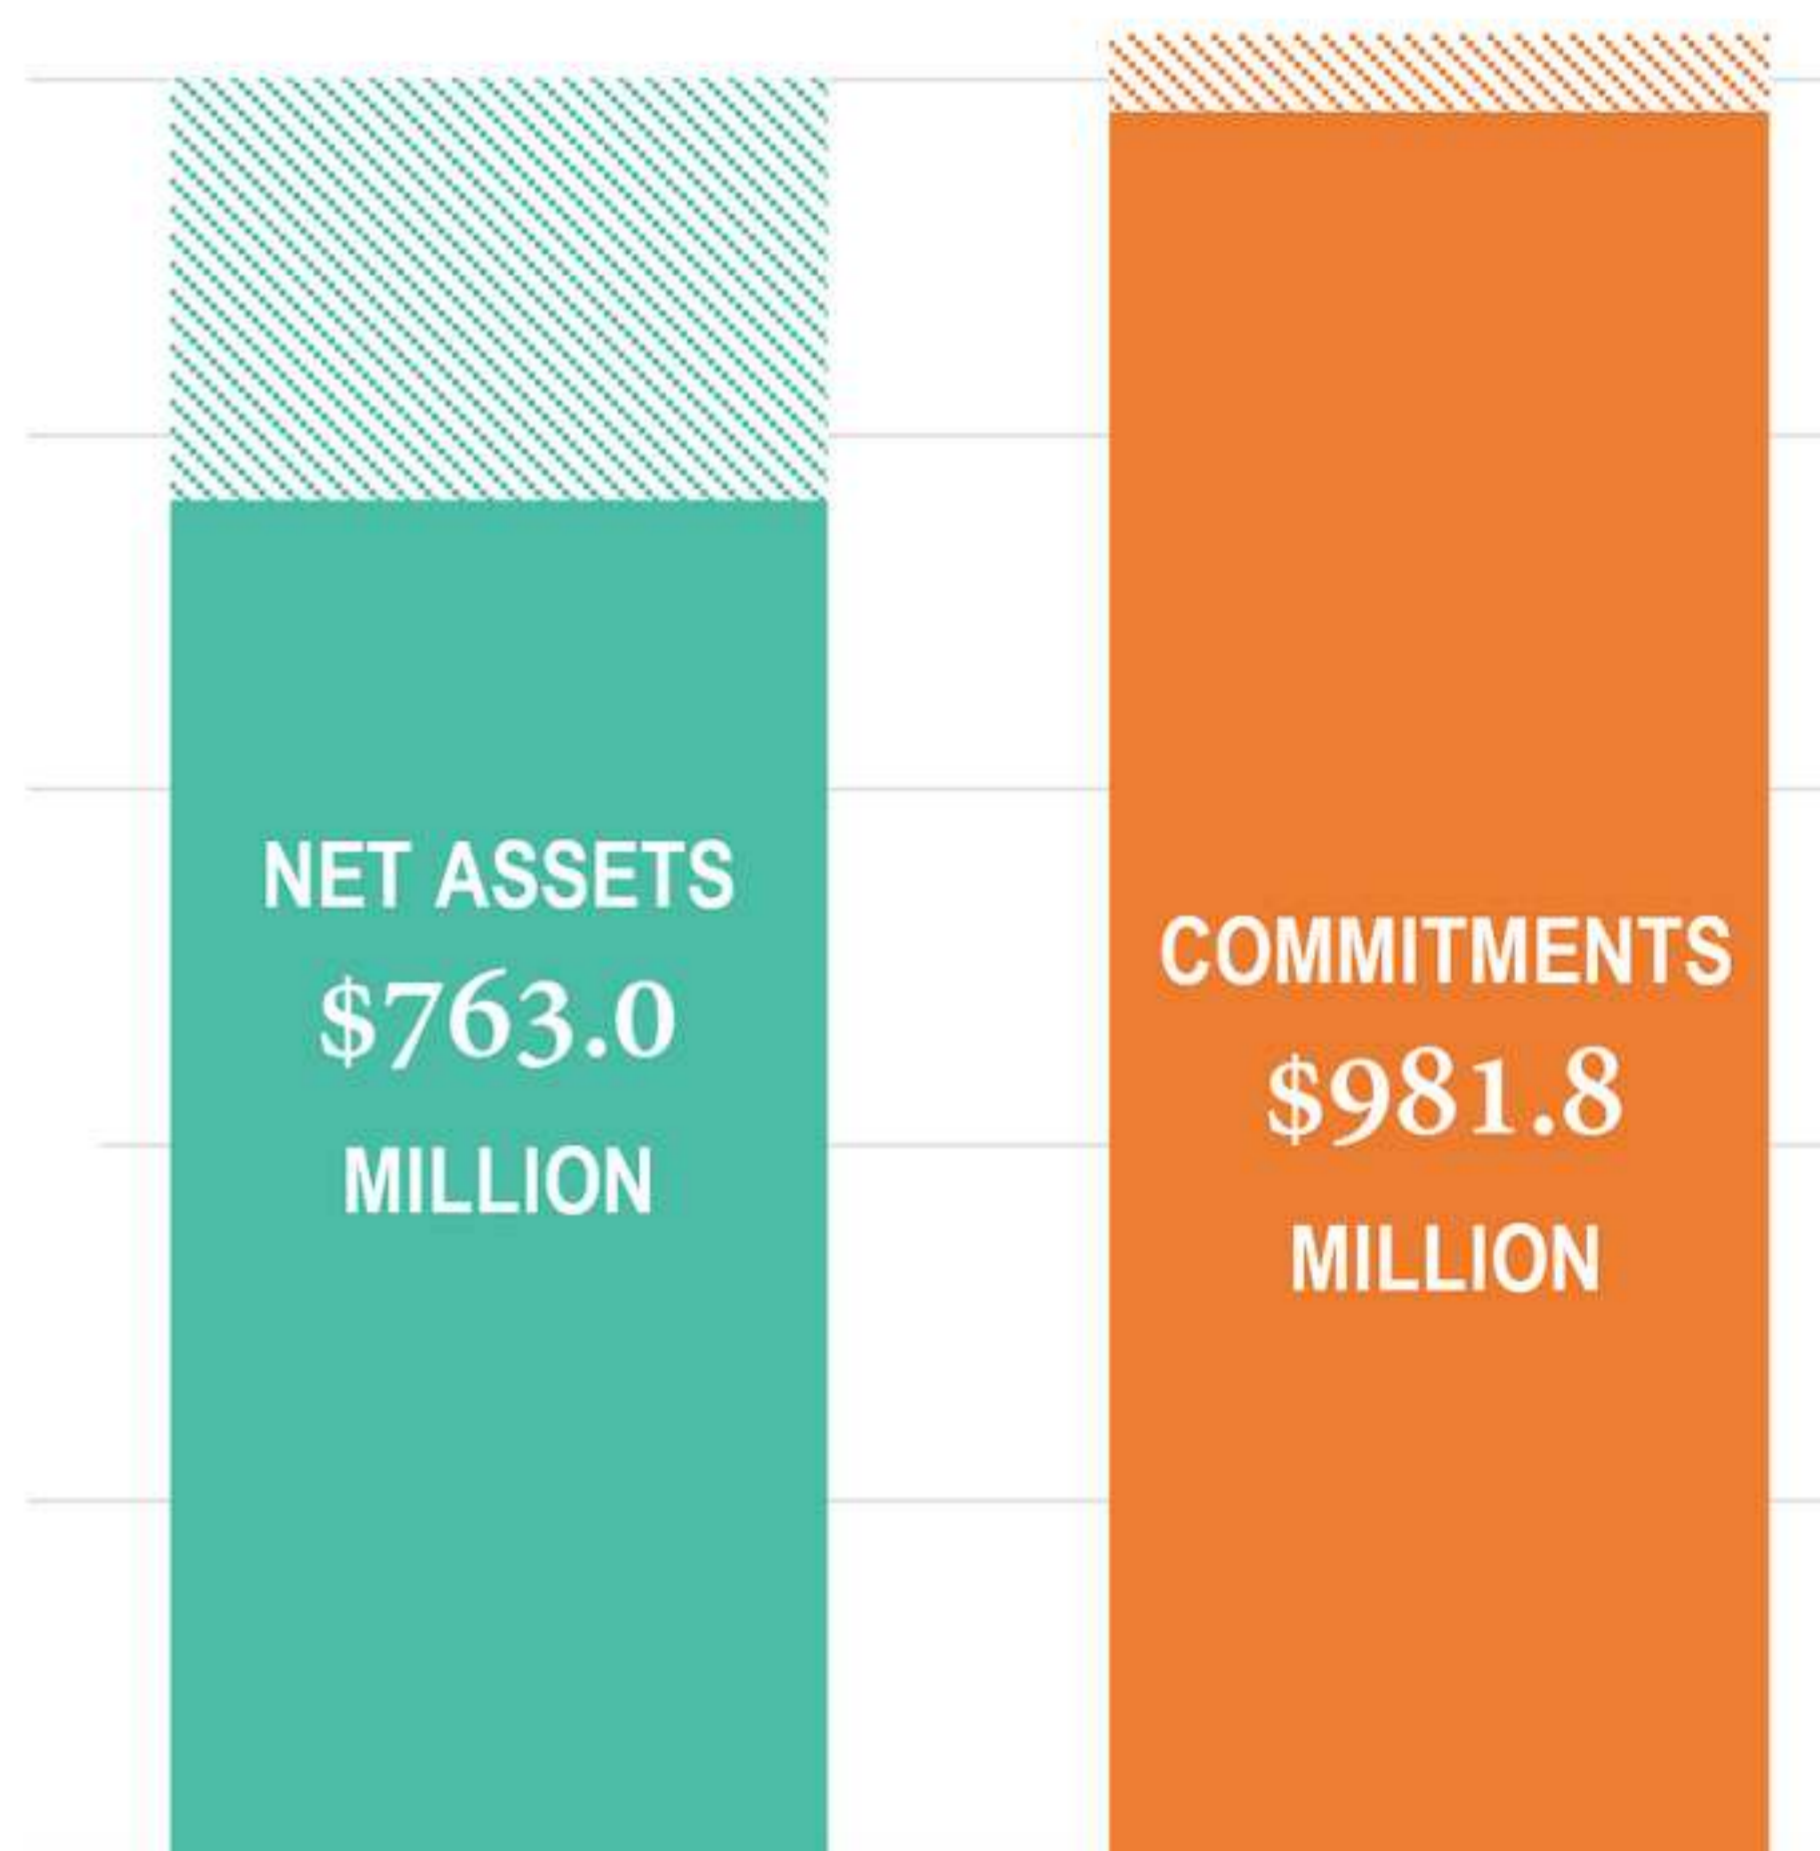 NET ASSETS
$763.0
MILLION
COMMITMENTS
$981.8
MILLION